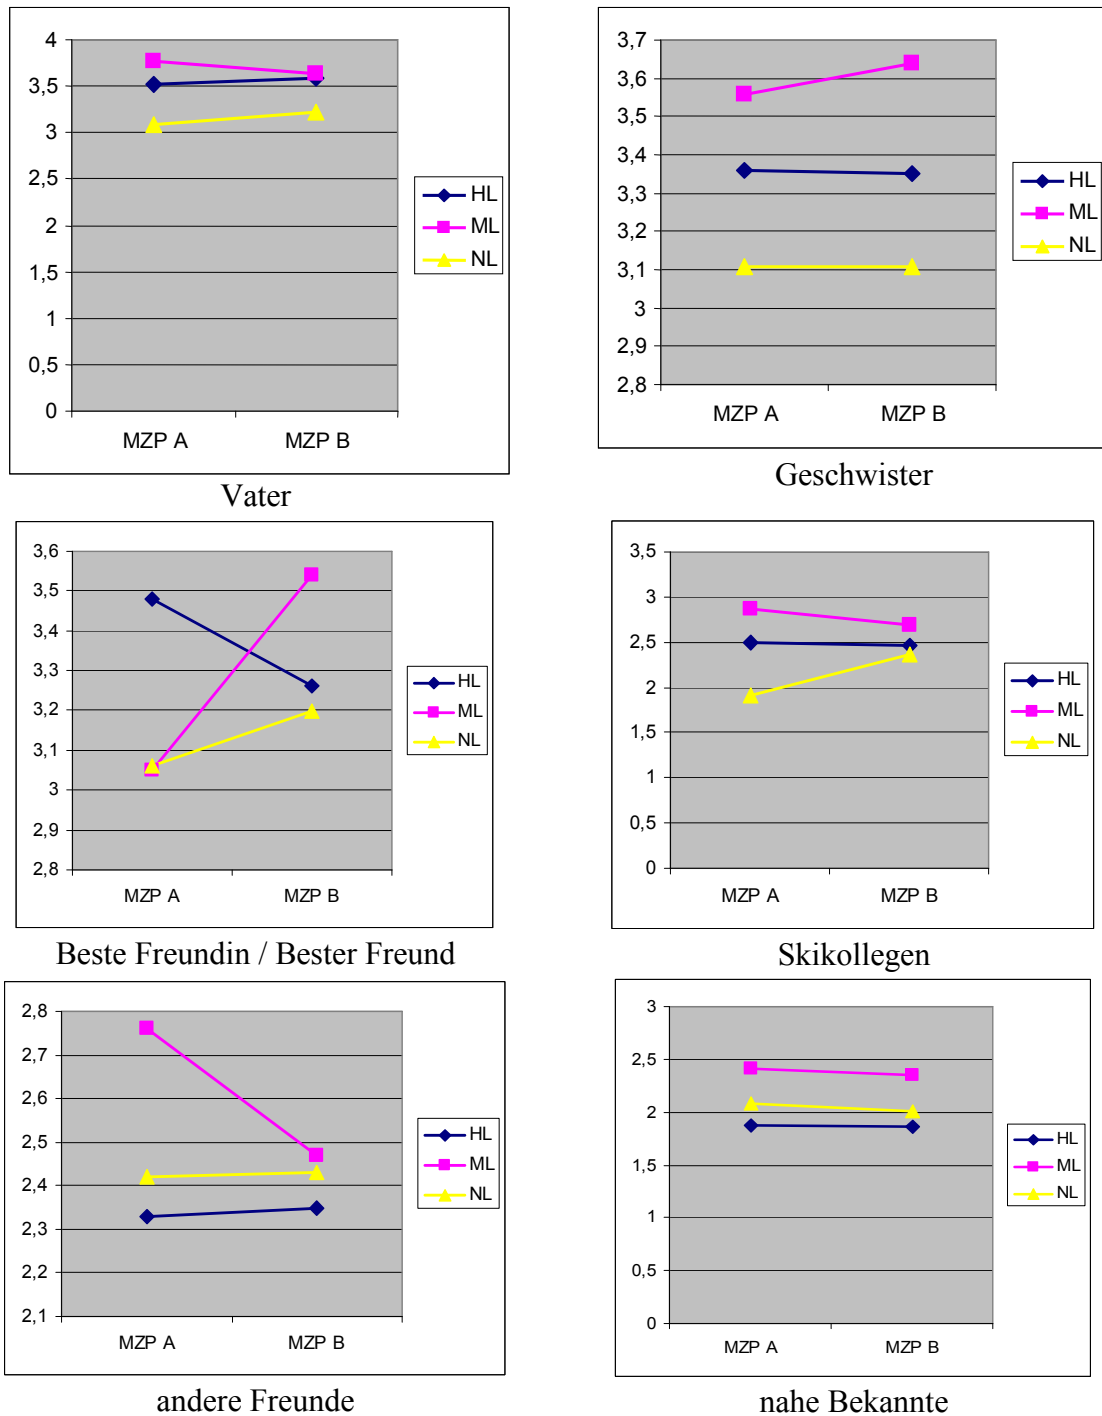 4
3,5
3
2,5
2
1,5
1
0,5
0
MZP A MZP B
HL
ML
NL
Vater
3,7
3,6
3,5
3,4
3,3
3,2
3,1
3
2,9
2,8
MZP A MZP B
HL
ML
NL
Geschwister
3,6
3,5
3,4
3,3
3,2
3,1
3
2,9
2,8
MZP A MZP B
HL
ML
NL
Beste Freundin / Bester Freund
3,5
3
2,5
2
1,5
1
0,5
0
MZP A MZP B
HL
ML
NL
Skikollegen
2,8
2,7
2,6
2,5
2,4
2,3
2,2
2,1
MZP A MZP B
HL
ML
NL
andere Freunde
3
2,5
2
1,5
1
0,5
0
MZP A MZP B
HL
ML
NL
nahe Bekannte